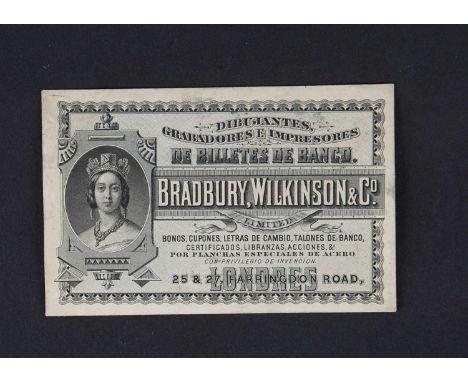 DIBUJANTES,
GRABADORES E IMPRESORES
DE BILLETES DE BANCO.
BRADBURY, WILKINSON & Co
LIMITED.
BONOS, CUPONES, LETRAS DE CAMBIO, TALONES DE BANCO,
CERTIFICADOS, LIBRANZAS, ACCIONES, &
POR PLANCHAS ESPECIALES DE ACERO
CON PRIVILEGIO DE INVENCION.
25 & 27, FARRINGDON ROAD,
LONDRES